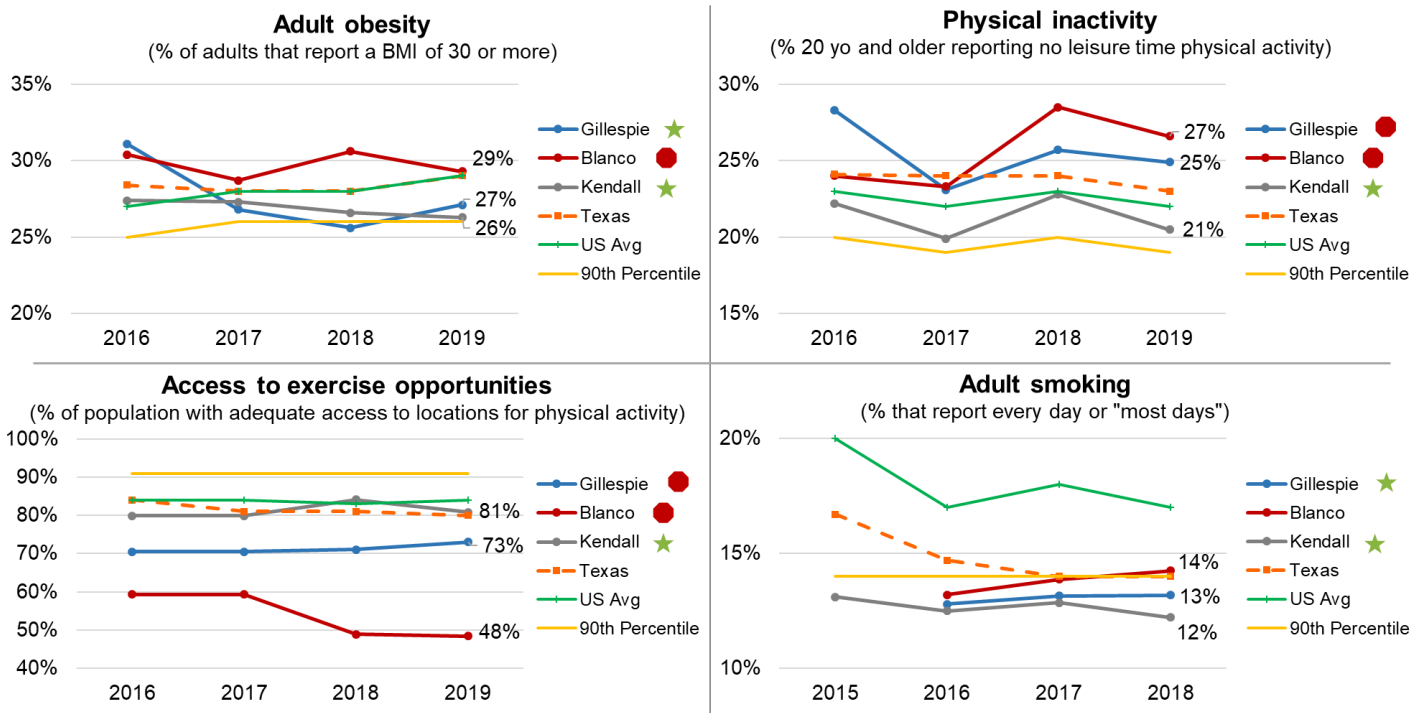 Adult obesity
(% of adults that report a BMI of 30 or more)
35%
30%
25%
20%
2016 2017 2018 2019
29%
27%
26%
Gillespie
Blanco
Kendall
Texas
US Avg
90th Percentile
Physical inactivity
(% 20 yo and older reporting no leisure time physical activity)
30%
25%
20%
15%
2016 2017 2018 2019
27%
25%
21%
Gillespie
Blanco
Kendall
Texas
US Avg
90th Percentile
Access to exercise opportunities
(% of population with adequate access to locations for physical activity)
100%
90%
80%
70%
60%
50%
40%
2016 2017 2018 2019
81%
73%
48%
Gillespie
Blanco
Kendall
Texas
US Avg
90th Percentile
Adult smoking
(% that report every day or "most days")
20%
15%
10%
2015 2016 2017 2018
14%
13%
12%
Gillespie
Blanco
Kendall
Texas
US Avg
90th Percentile